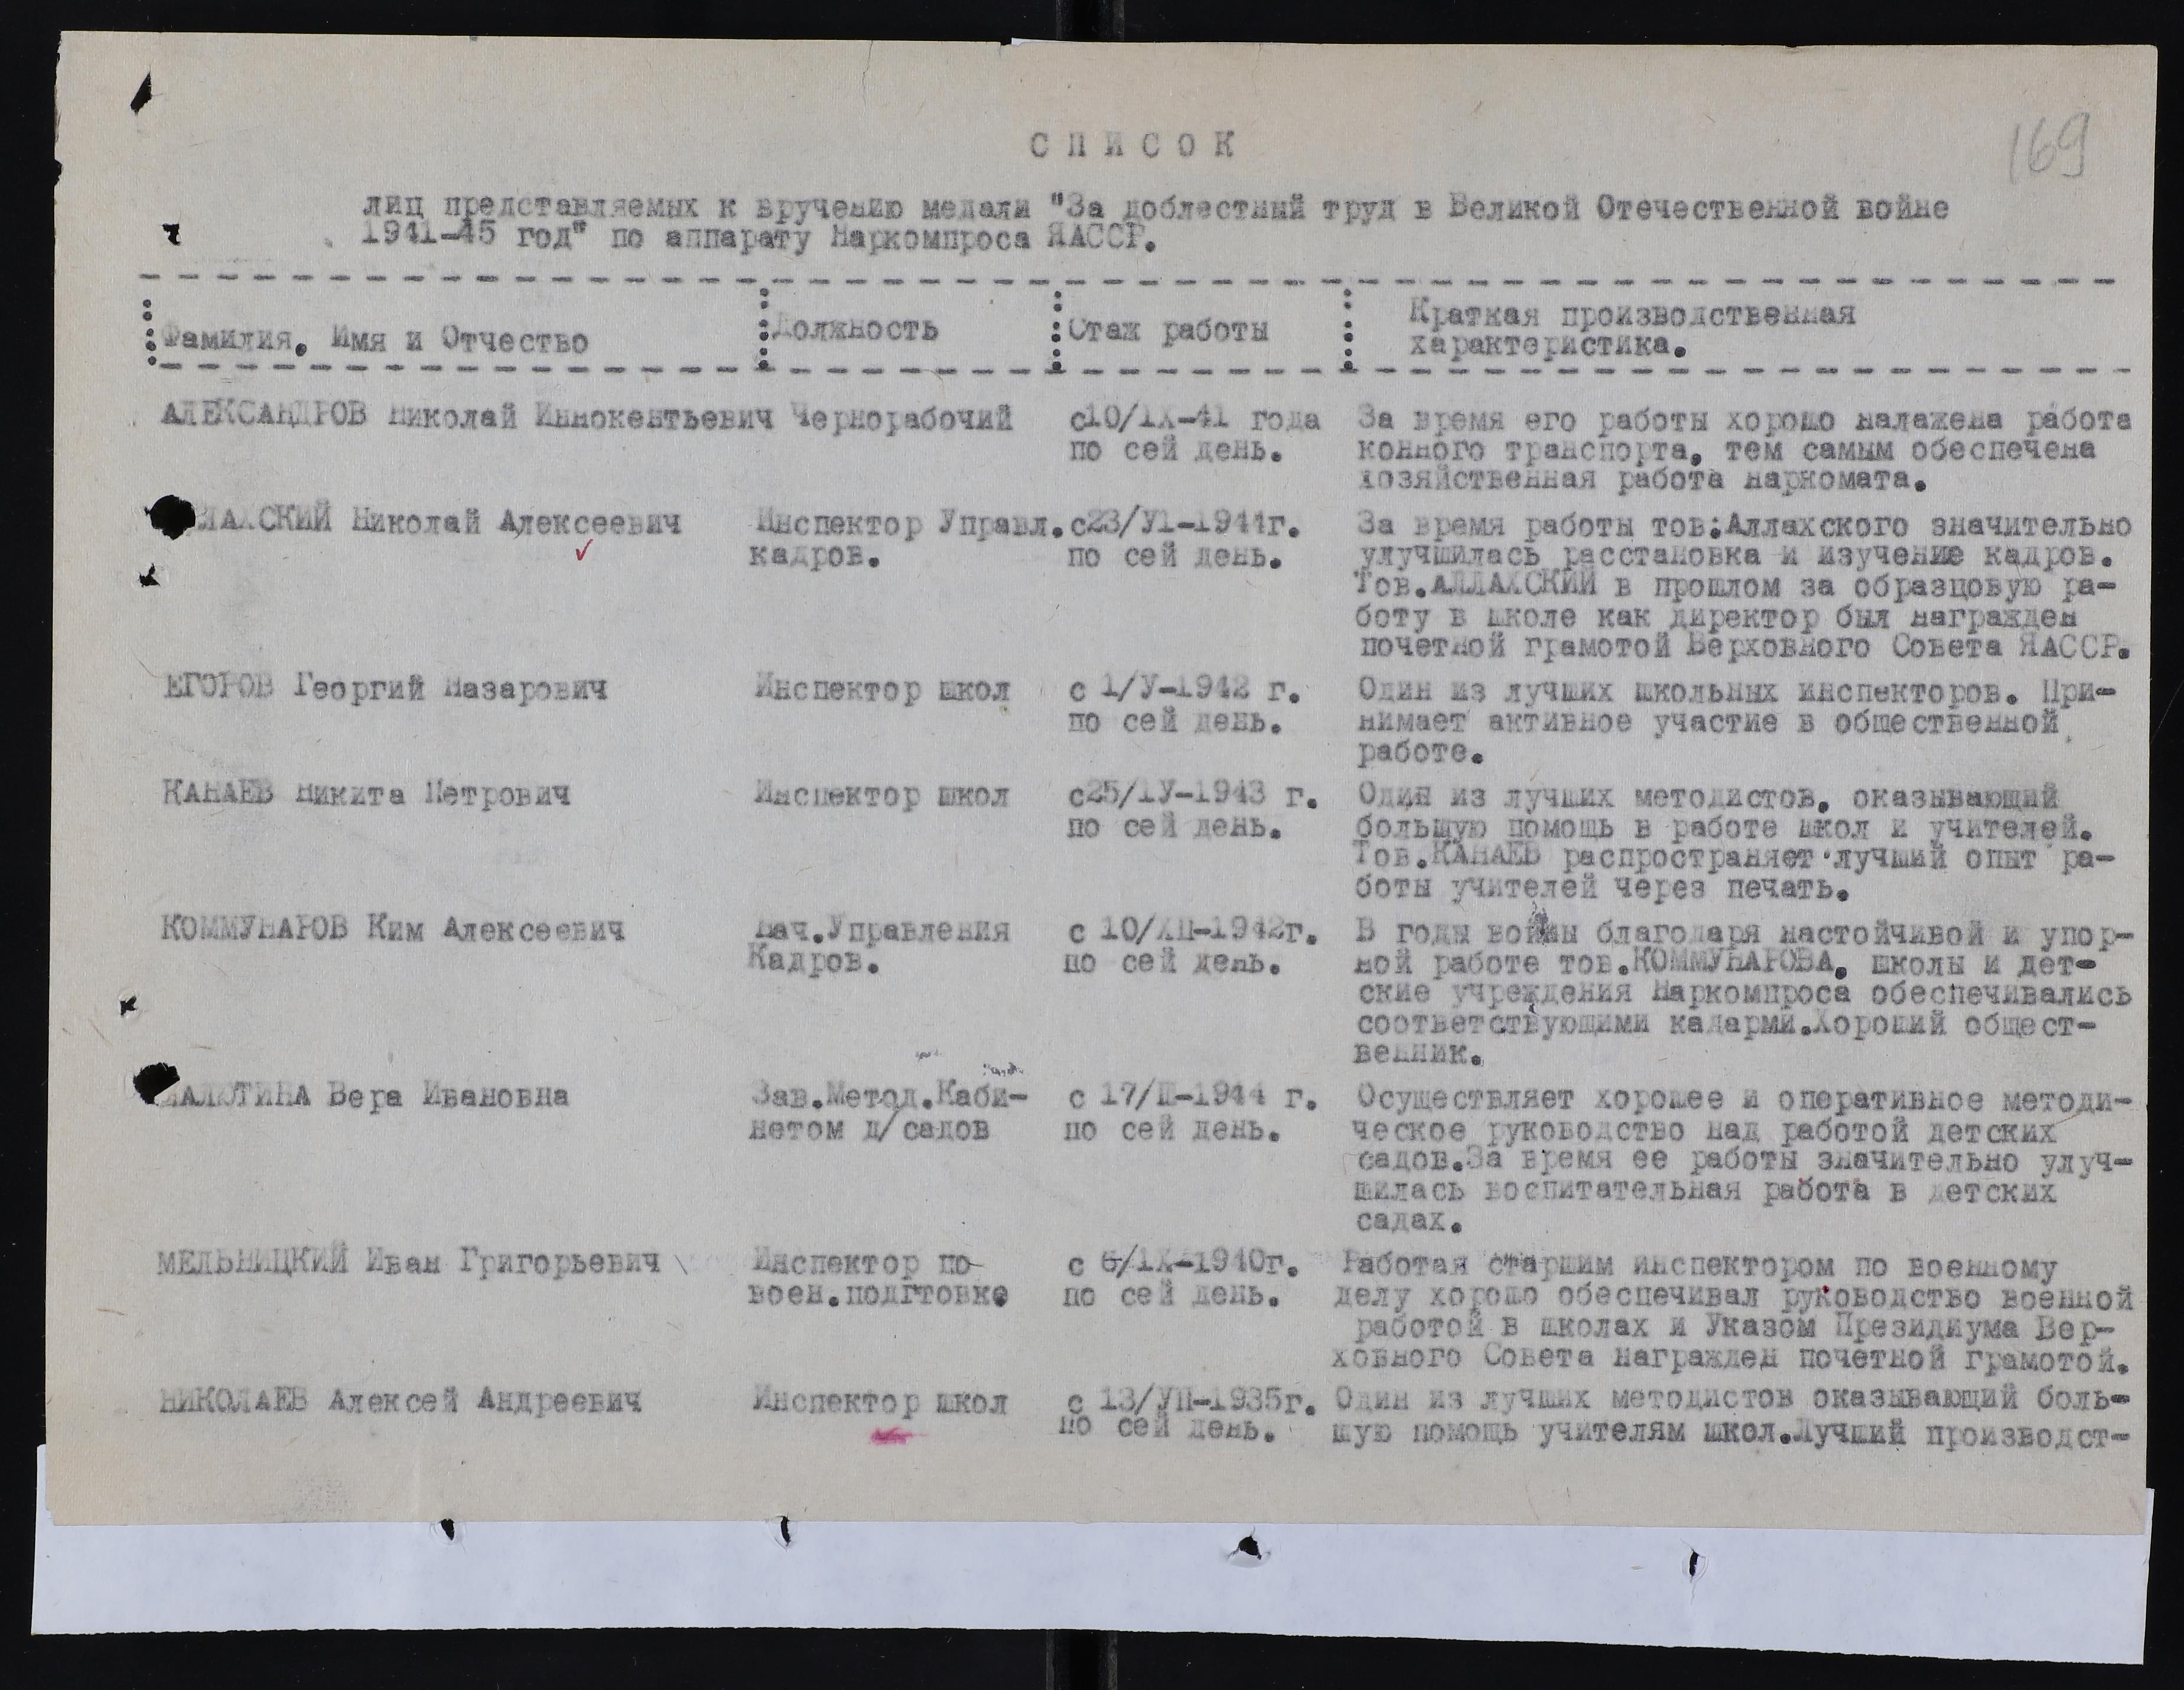 169
СПИСОК
лиц представляемых к вручению медали "За доблестный труд в Великой Отечественной войне
1941-45 год" по аппарату Наркомпроса ЯАССР.
Фамилия, Имя и Отчество Должность Стаж работы Краткая производственная
характеристика.
АЛЕКСАНДРОВ Николай Иннокентьевич Чернорабочий с10/IХ-41 года За время его работы хорошо налажена работа
по сей день. конного транспорта, тем самым обеспечена
хозяйственная работа наркомата.
ЛАХСКИЙ Николай Алексеевич Инспектор Управл. с23/У1-1944г. За время работы тов.Аллахского значительно
кадров. по сей день. улучшилась расстановка и изучение кадров.
Тов.АЛЛАХСКИЙ в прошлом за образцовую ра-
боту в школе как директор был награжден
почетной грамотой Верховного Совета ЯАССР.
ЕГОРОВ Георгий Назарович Инспектор школ с 1/У-1942 г. Один из лучших школьных инспекторов. При-
по сей день. нимает активное участие в общественной
работе.
КАНАЕВ Никита Петрович Инспектор школ с25/1У-1943 г. Один из лучших методистов, оказывающий
по сей день. большую помощь в работе школ и учителей.
Тов.КАНАЕВ распространяет лучший опыт ра-
боты учителей через печать.
КОММУНАРОВ Ким Алексеевич Нач.Управления с 10/ХП-1942г. В годы войны благодаря настойчивой и упор-
Кадров. по сей день. ной работе тов.КОММУНАРОВА, школы и дет-
ские учреждения Наркомпроса обеспечивались
соответствующими кадарми.Хороший общест-
венник.
МАЛЮТИНА Вера Ивановна Зав.Метод.Каби- с 17/Ш-1944 г. Осуществляет хорошее и оперативное методи-
нетом д/садов по сей день. ческое руководство над работой детских
садов.За время ее работы значительно улуч-
шилась воспитательная работа в детских
садах.
МЕЛЬНИЦКИЙ Иван Григорьевич Инспектор по с 6/1Х-1940г. Работая старшим инспектором по военному
воен.подгтовке по сей день. делу хорошо обеспечивал руководство военной
работой в школах и Указом Президиума Вер-
ховного Совета награжден почетной грамотой.
НИКОЛАЕВ Алексей Андреевич Инспектор школ с 13/УП-1935г. Один из лучших методистов оказывающий боль-
по сей день. шую помощь учителям школ.Лучший производст-